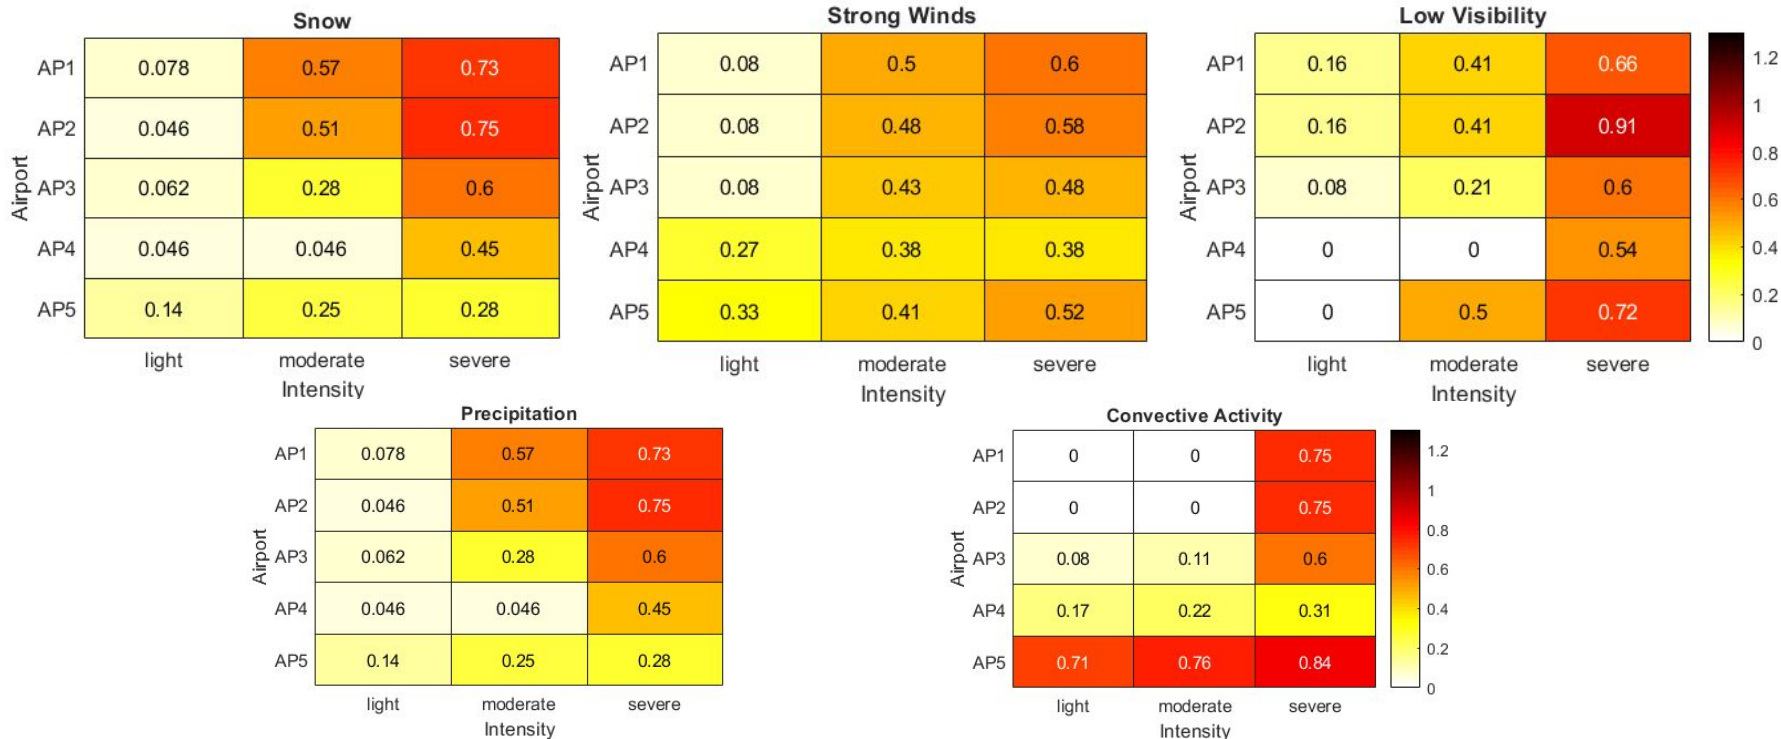 Snow
AP1 0.078 0.57 0.73
AP2 0.046 0.51 0.75
AP3 0.062 0.28 0.6
AP4 0.046 0.046 0.45
AP5 0.14 0.25 0.28
Airport
light moderate severe
Intensity
Strong Winds
AP1 0.08 0.5 0.6
AP2 0.08 0.48 0.58
AP3 0.08 0.43 0.48
AP4 0.27 0.38 0.38
AP5 0.33 0.41 0.52
Airport
light moderate severe
Intensity
Low Visibility
AP1 0.16 0.41 0.66
AP2 0.16 0.41 0.91
AP3 0.08 0.21 0.6
AP4 0 0 0.54
AP5 0 0.5 0.72
Airport
light moderate severe
Intensity
1.2
1
0.8
0.6
0.4
0.2
0
Precipitation
AP1 0.078 0.57 0.73
AP2 0.046 0.51 0.75
AP3 0.062 0.28 0.6
AP4 0.046 0.046 0.45
AP5 0.14 0.25 0.28
Airport
light moderate severe
Intensity
Convective Activity
AP1 0 0 0.75
AP2 0 0 0.75
AP3 0.08 0.11 0.6
AP4 0.17 0.22 0.31
AP5 0.71 0.76 0.84
Airport
light moderate severe
Intensity
1.2
1
0.8
0.6
0.4
0.2
0